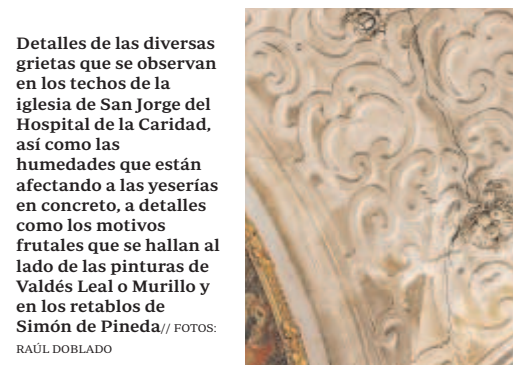 Detalles de las diversas
grietas que se observan
en los techos de la
iglesia de San Jorge del
Hospital de la Caridad,
así como las
humedades que están
afectando a las yeserías
en concreto, a detalles
como los motivos
frutales que se hallan al
lado de las pinturas de
Valdés Leal o Murillo y
en los retablos de
Simón de Pineda// FOTOS:
RAÚL DOBLADO